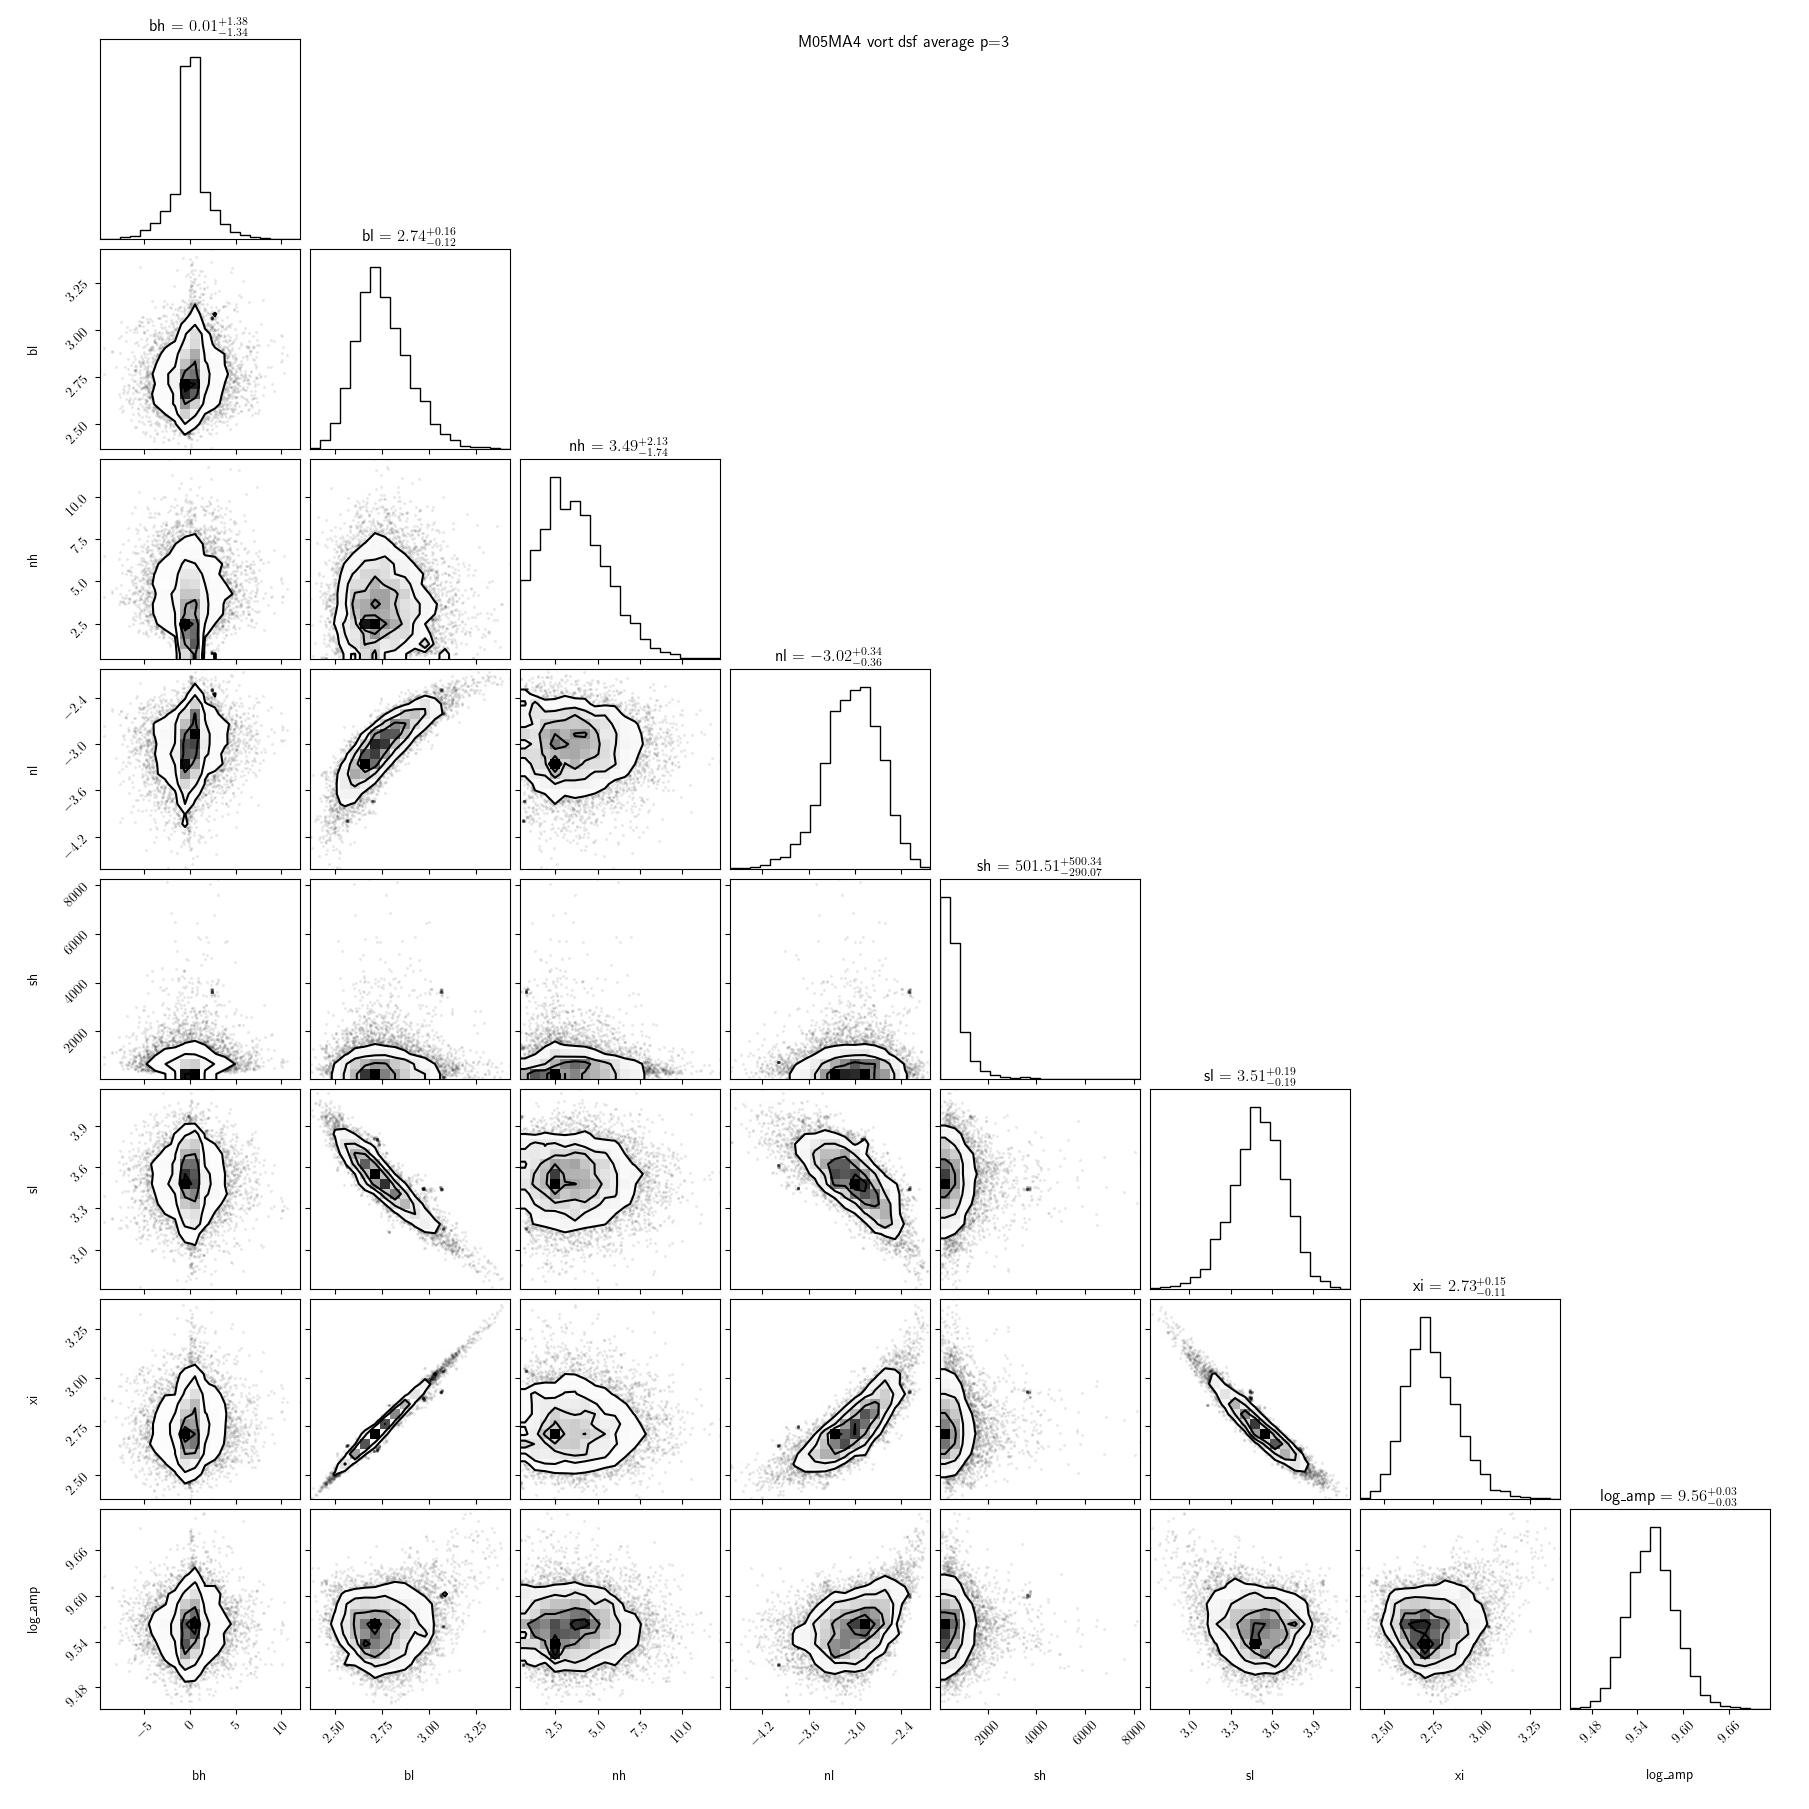 M05MA4 vort dsf average p=3
bh = 0.01^{+1.38}_{-1.34}
bl = 2.74^{+0.16}_{-0.12}
bl
3.25
3.00
2.75
2.50
nh = 3.49^{+2.13}_{-1.74}
nh
10.0
7.5
5.0
2.5
nl = −3.02^{+0.34}_{-0.36}
nl
−2.4
−3.0
−3.6
−4.2
sh = 501.51^{+500.34}_{-290.07}
sh
8000
6000
4000
2000
sl = 3.51^{+0.19}_{-0.19}
sl
3.9
3.6
3.3
3.0
xi = 2.73^{+0.15}_{-0.11}
xi
3.25
3.00
2.75
2.50
log_amp = 9.56^{+0.03}_{-0.03}
log_amp
9.66
9.60
9.54
9.48
−5 0 5 10 2.50 2.75 3.00 3.25 2.5 5.0 7.5 10.0 −4.2 −3.6 −3.0 −2.4 2000 4000 6000 8000 3.0 3.3 3.6 3.9 2.50 2.75 3.00 3.25 9.48 9.54 9.60 9.66
bh bl nh nl sh sl xi log_amp